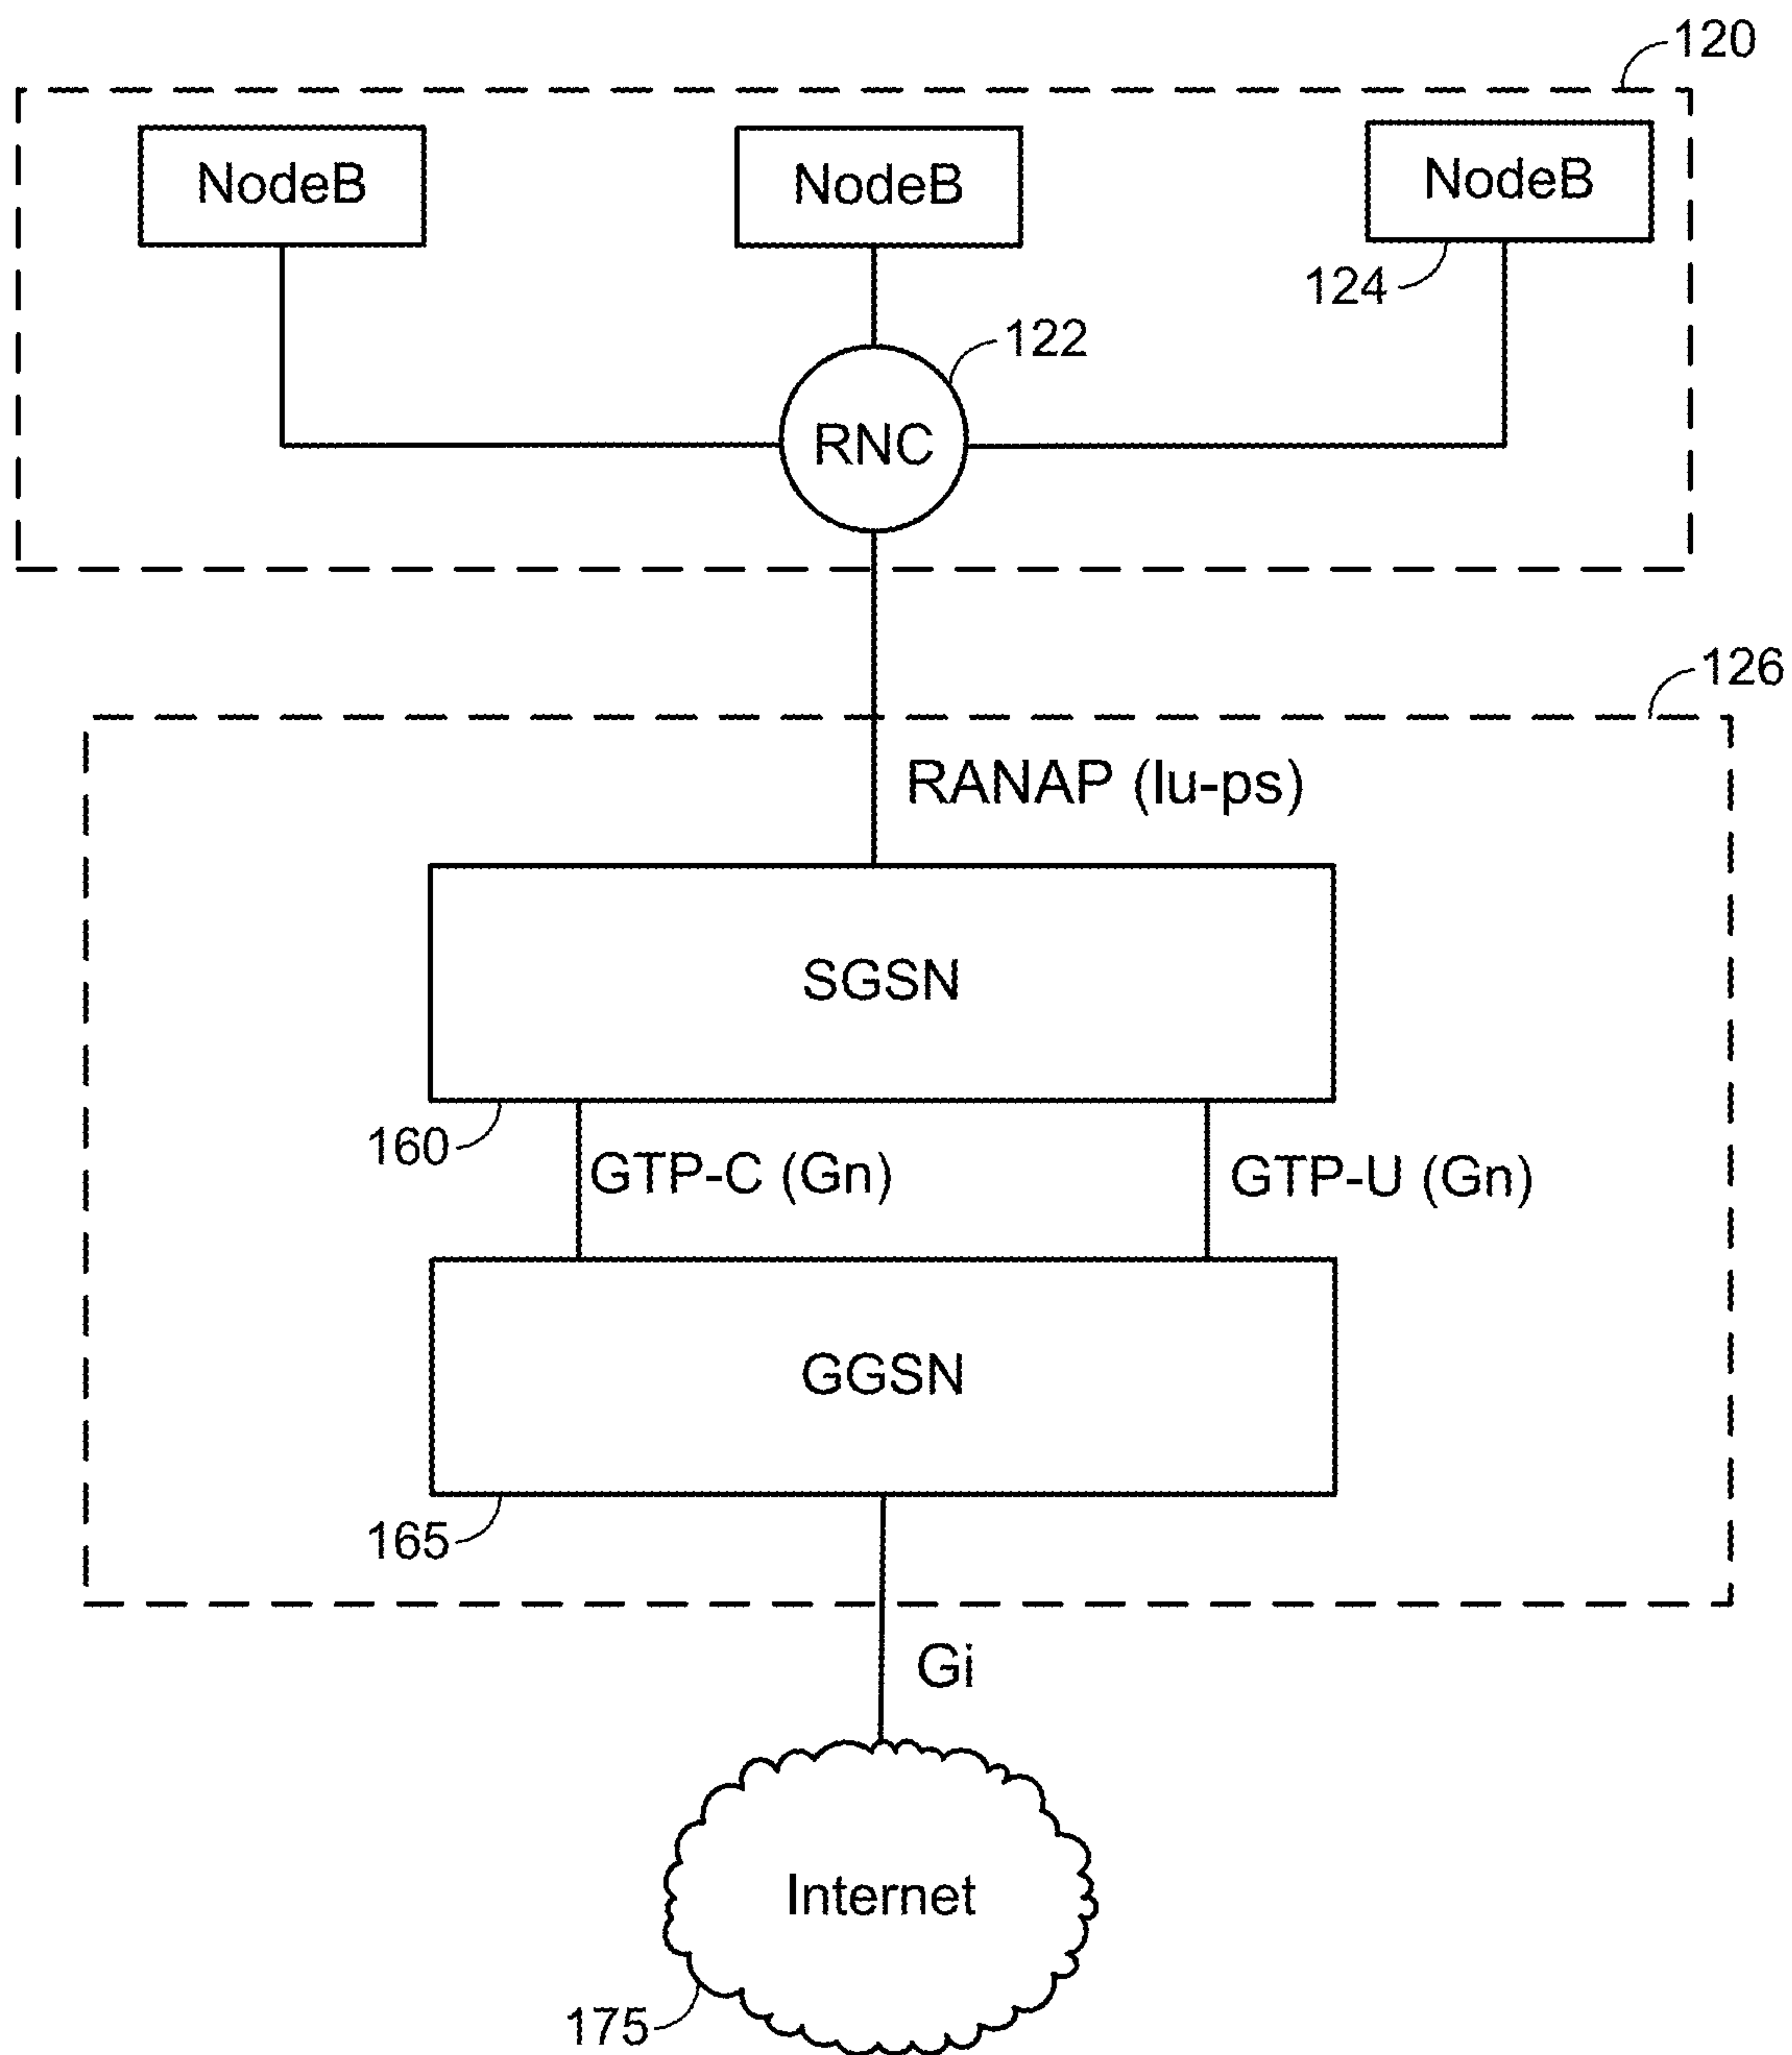 120
NodeB
NodeB
NodeB
124
122
RNC
126
RANAP (Iu-ps)
SGSN
160
GTP-C (Gn)
GTP-U (Gn)
GGSN
165
Gi
Internet
175